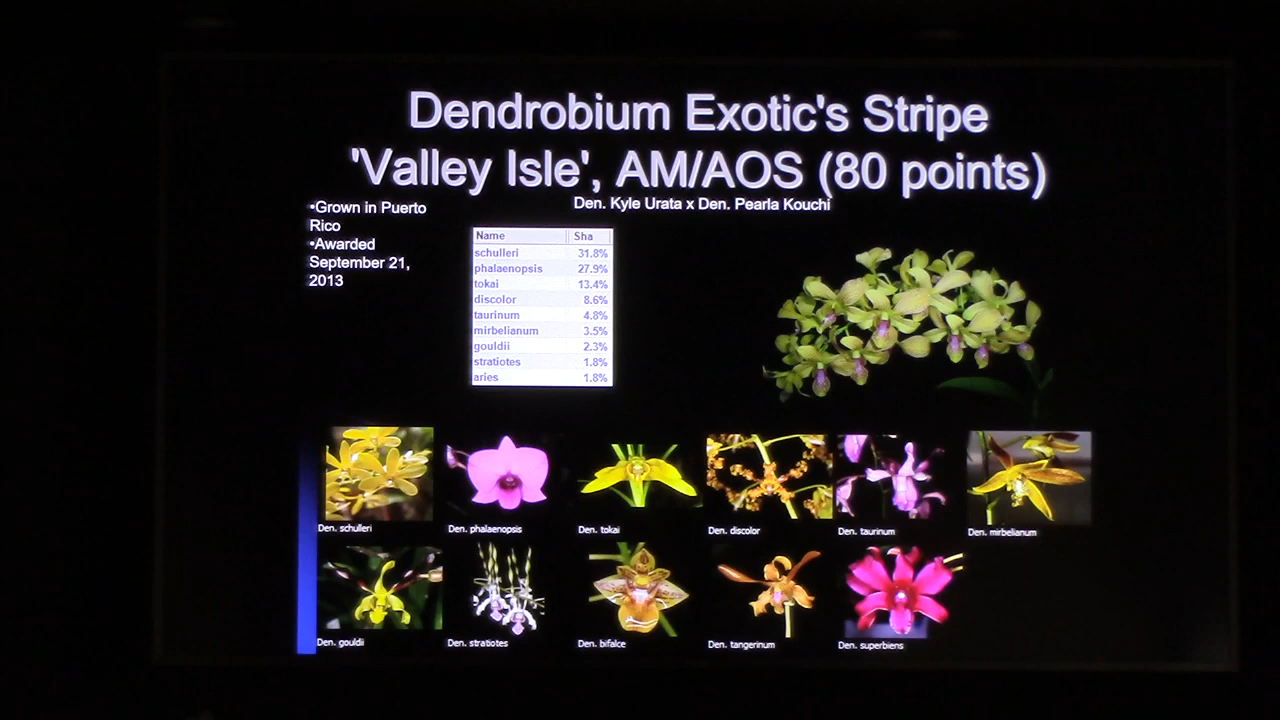 Dendrobium Exotic's Stripe
'Valley Isle', AM/AOS (80 points)
Den. Kyle Urata x Den. Pearla Kouchi
•Grown in Puerto
Rico
•Awarded
September 21,
2013
Name Sha
schulleri 31.8%
phalaenopsis 27.9%
tokai 13.4%
discolor 8.6%
taurinum 4.8%
mirbelianum 3.5%
gouldii 2.3%
stratiotes 1.8%
aries 1.8%
Den. schulleri
Den. phalaenopsis
Den. tokai
Den. discolor
Den. taurinum
Den. mirbelianum
Den. gouldii
Den. stratiotes
Den. bifalce
Den. tangerinum
Den. superbiens